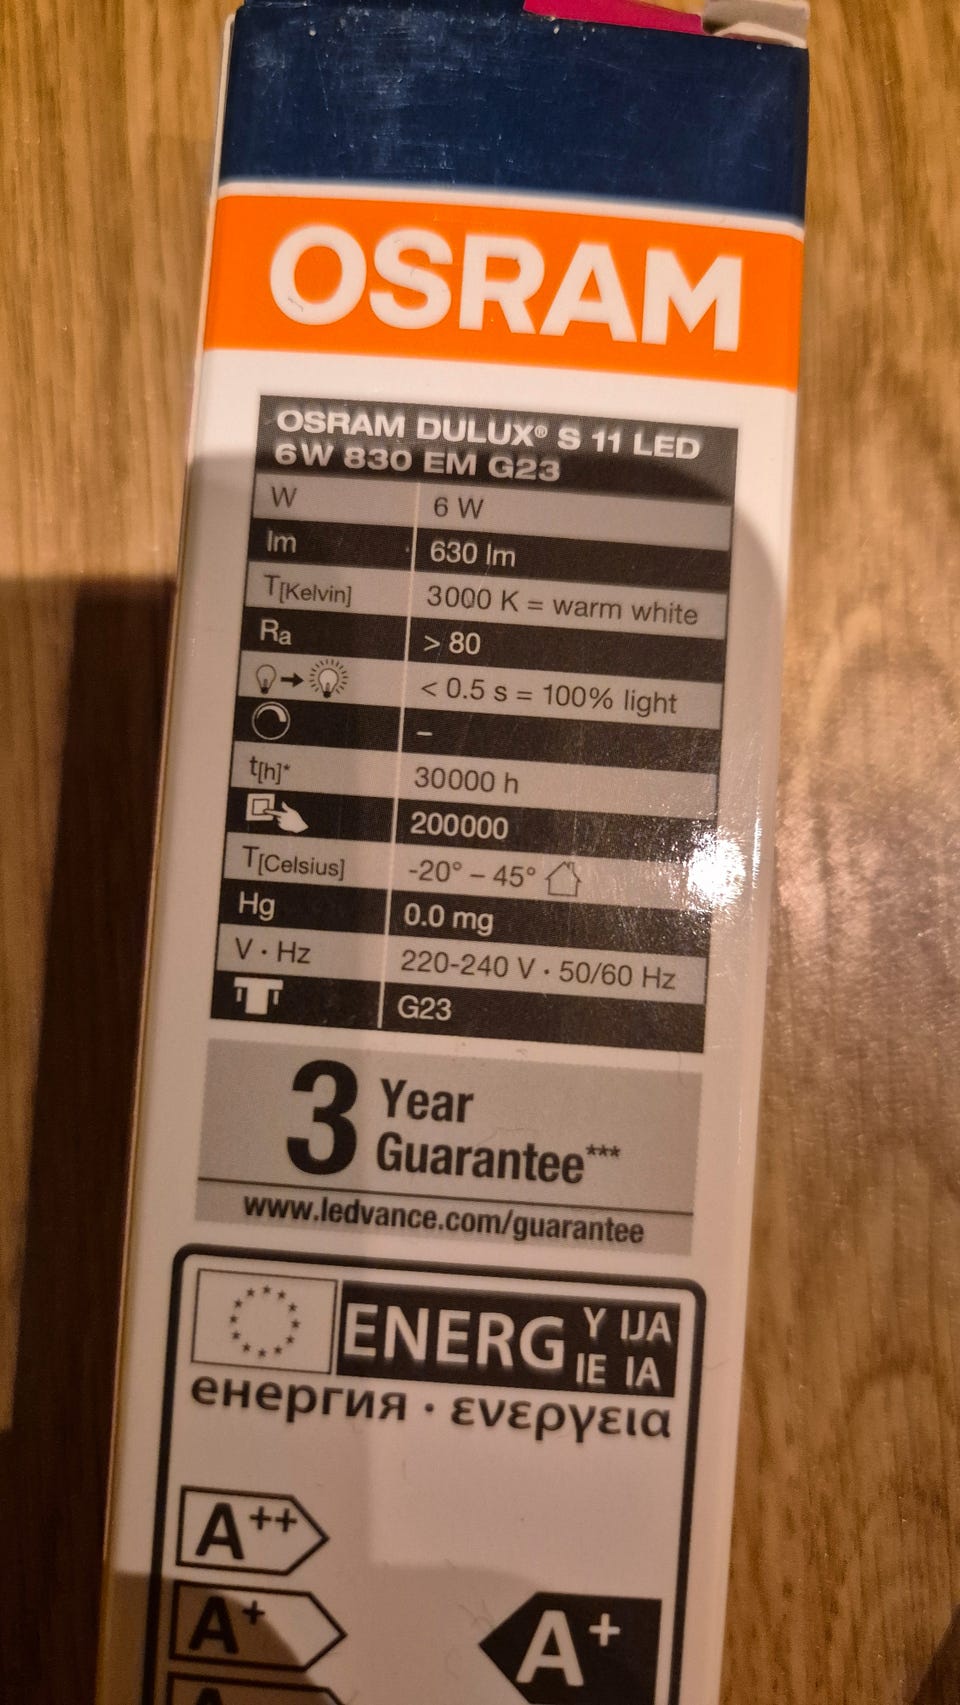 OSRAM
OSRAM DULUX® S 11 LED
6W 830 EM G23
W 6 W
lm 630 lm
T[Kelvin] 3000 K = warm white
Ra > 80
< 0.5 s = 100% light
–
t[h]* 30000 h
200000
T[Celsius] -20° – 45°
Hg 0.0 mg
V · Hz 220-240 V · 50/60 Hz
G23
3 Year
Guarantee***
www.ledvance.com/guarantee
ENERG Y IJA
IE IA
енергия · ενεργεια
A++
A+ A+